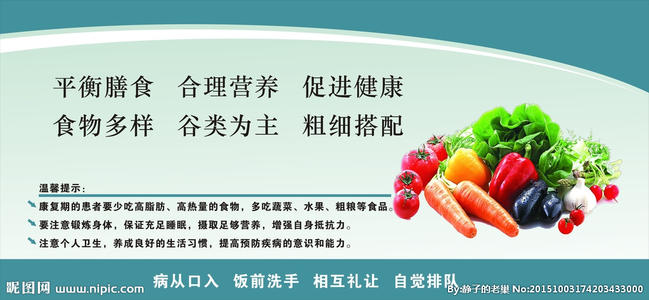 平衡膳食 合理营养 促进健康
食物多样 谷类为主 粗细搭配
温馨提示：
康复期的患者要少吃高脂肪、高热量的食物，多吃蔬菜、水果、粗粮等食品。
要注意锻炼身体，保证充足睡眠，摄取足够营养，增强自身抵抗力。
注意个人卫生，养成良好的生活习惯，提高预防疾病的意识和能力。
病从口入 饭前洗手 相互礼让 自觉排队
昵图网 www.nipic.com
By:静子的老巢 No:20151003174203433000